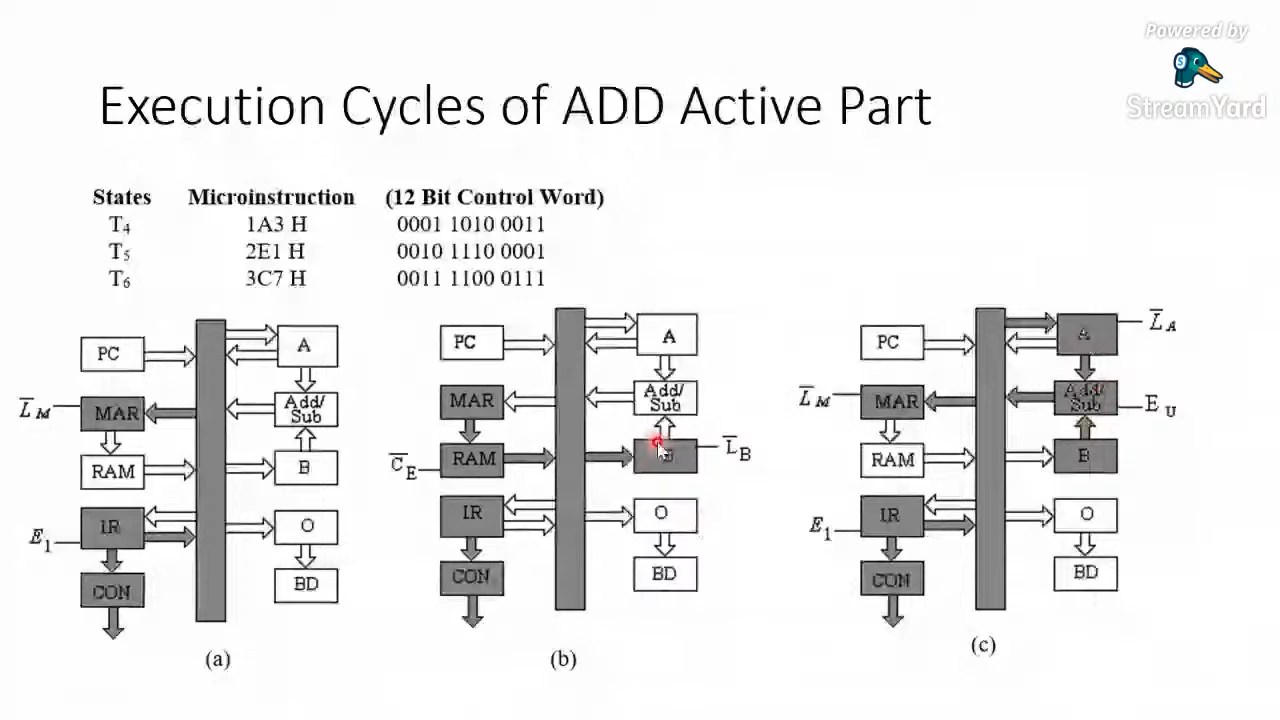 Powered by
StreamYard
Execution Cycles of ADD Active Part
States Microinstruction (12 Bit Control Word)
T₄ 1A3 H 0001 1010 0011
T₅ 2E1 H 0010 1110 0001
T₆ 3C7 H 0011 1100 0111
PC
A
L̅M
MAR
Add/
Sub
RAM
B
E₁
IR
O
CON
BD
(a)
PC
A
MAR
Add/
Sub
C̅E
RAM
L̅B
IR
O
CON
BD
(b)
PC
A
L̅A
L̅M
MAR
Add/
Sub
EU
RAM
B
E₁
IR
O
CON
BD
(c)